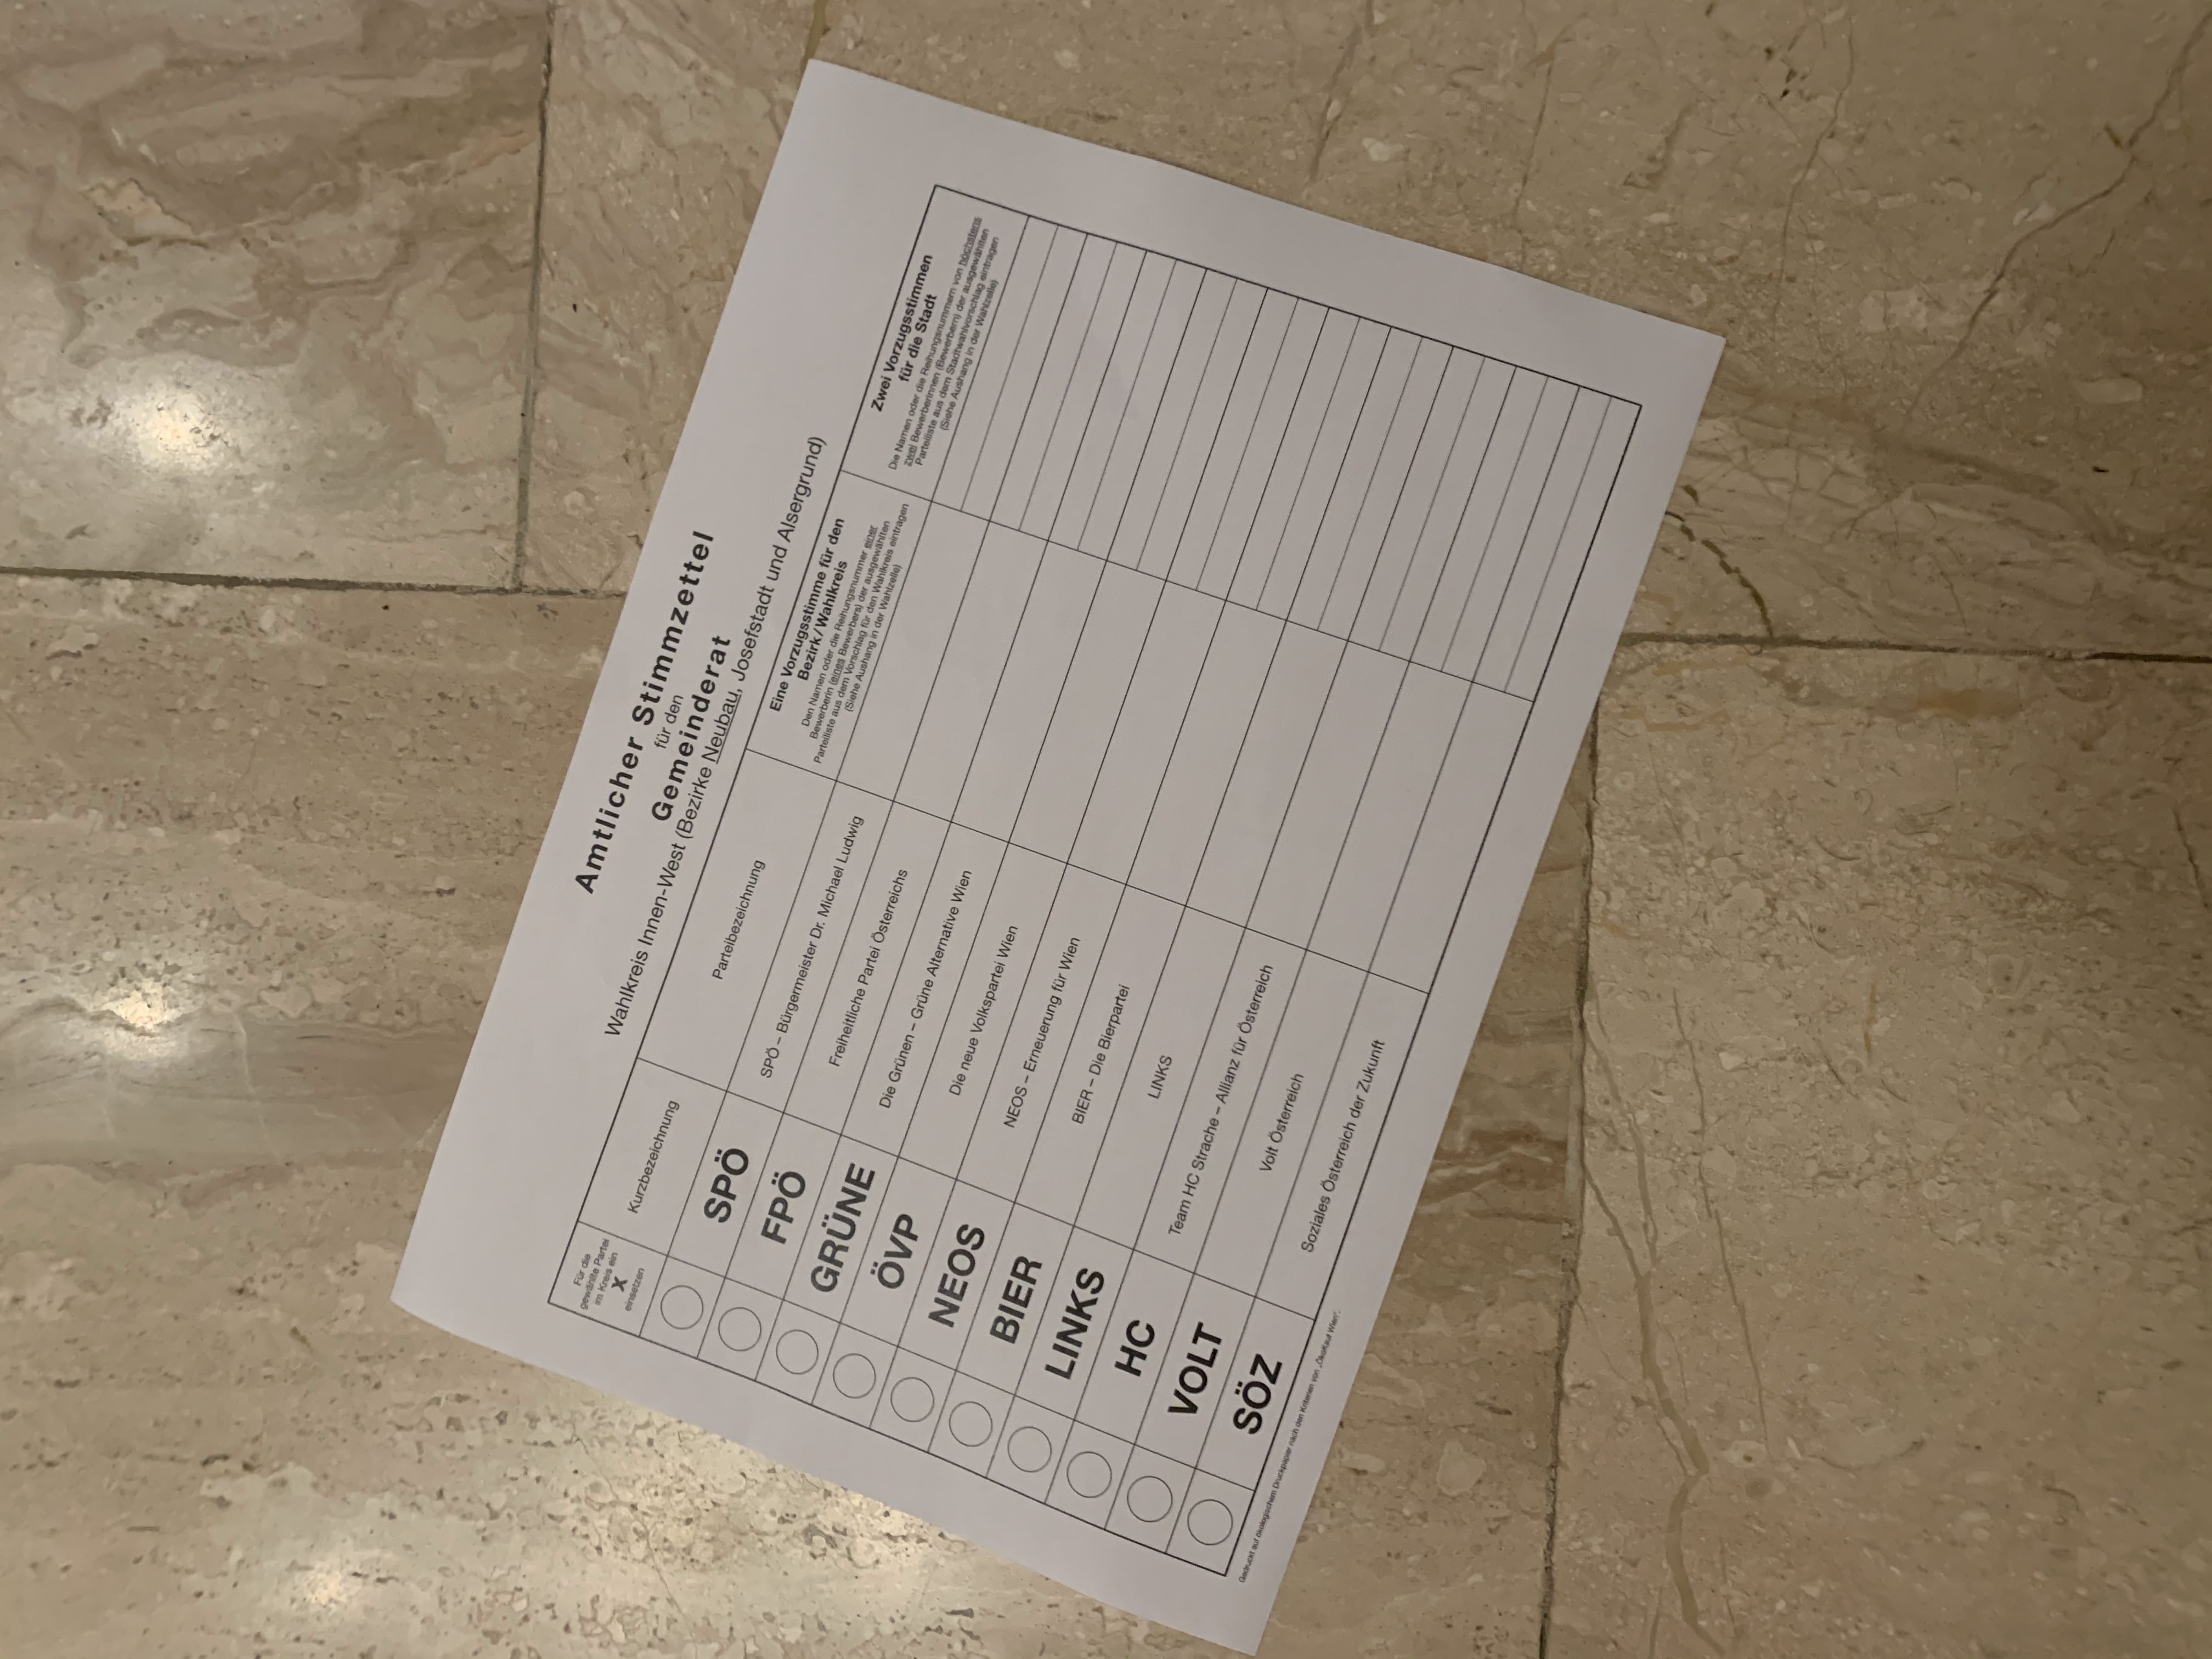 Amtlicher Stimmzettel
für den
Gemeinderat
Wahlkreis Innen-West (Bezirke Neubau, Josefstadt und Alsergrund)
Für die
gewählte Partei
im Kreis ein
X
einsetzen
Kurzbezeichnung
Parteibezeichnung
Eine Vorzugsstimme für den
Bezirk/Wahlkreis
Den Namen oder die Reihungsnummer einer
Bewerberin (eines Bewerbers) der ausgewählten
Parteiliste aus dem Vorschlag für den Wahlkreis eintragen
(Siehe Aushang in der Wahlzelle)
Zwei Vorzugsstimmen
für die Stadt
Die Namen oder die Reihungsnummern von höchstens
zwei Bewerberinnen (Bewerbern) der ausgewählten
Parteiliste aus dem Stadtwahlvorschlag eintragen
(Siehe Aushang in der Wahlzelle)
SPÖ
SPÖ – Bürgermeister Dr. Michael Ludwig
FPÖ
Freiheitliche Partei Österreichs
GRÜNE
Die Grünen – Grüne Alternative Wien
ÖVP
Die neue Volkspartei Wien
NEOS
NEOS – Erneuerung für Wien
BIER
BIER – Die Bierpartei
LINKS
LINKS
HC
Team HC Strache – Allianz für Österreich
VOLT
Volt Österreich
SÖZ
Soziales Österreich der Zukunft
Gedruckt auf ökologischem Druckpapier nach den Kriterien von „ÖkoKauf Wien“.